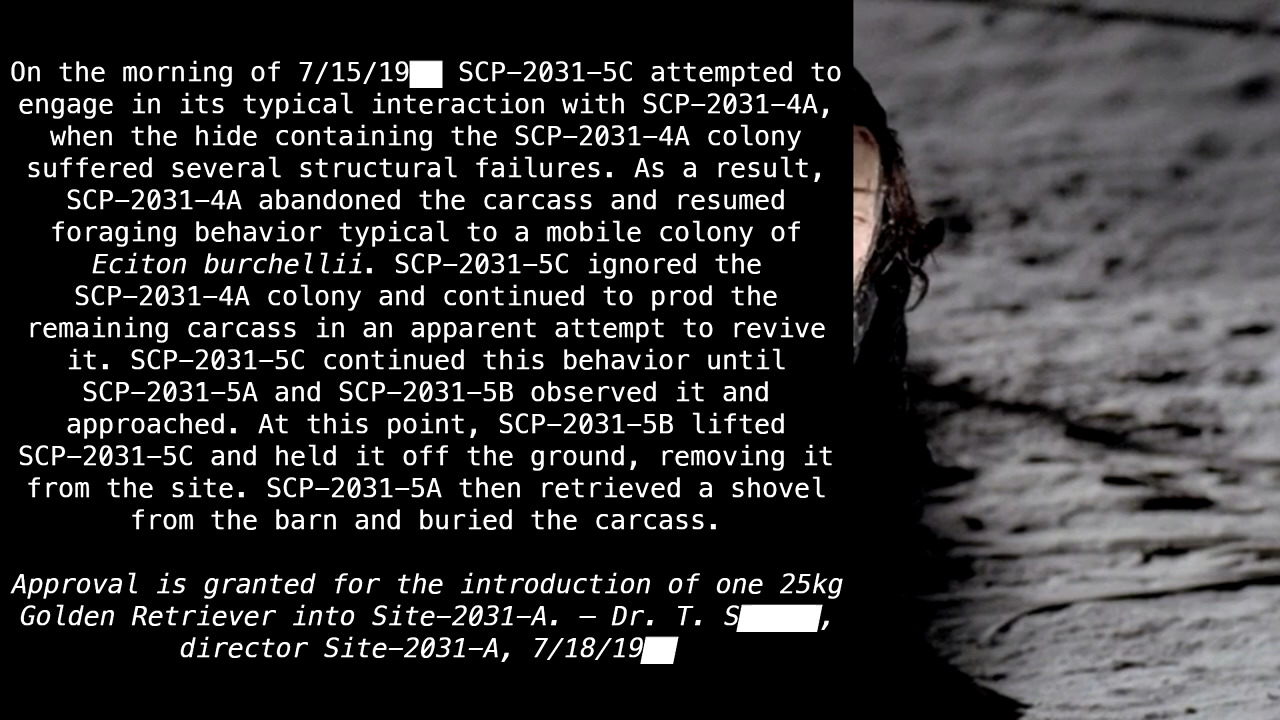 On the morning of 7/15/19██ SCP–2031–5C attempted to
engage in its typical interaction with SCP–2031–4A,
when the hide containing the SCP–2031–4A colony
suffered several structural failures. As a result,
SCP–2031–4A abandoned the carcass and resumed
foraging behavior typical to a mobile colony of
Eciton burchellii. SCP–2031–5C ignored the
SCP–2031–4A colony and continued to prod the
remaining carcass in an apparent attempt to revive
it. SCP–2031–5C continued this behavior until
SCP–2031–5A and SCP–2031–5B observed it and
approached. At this point, SCP–2031–5B lifted
SCP–2031–5C and held it off the ground, removing it
from the site. SCP–2031–5A then retrieved a shovel
from the barn and buried the carcass.
Approval is granted for the introduction of one 25kg
Golden Retriever into Site–2031–A. – Dr. T. S█████,
director Site–2031–A, 7/18/19██